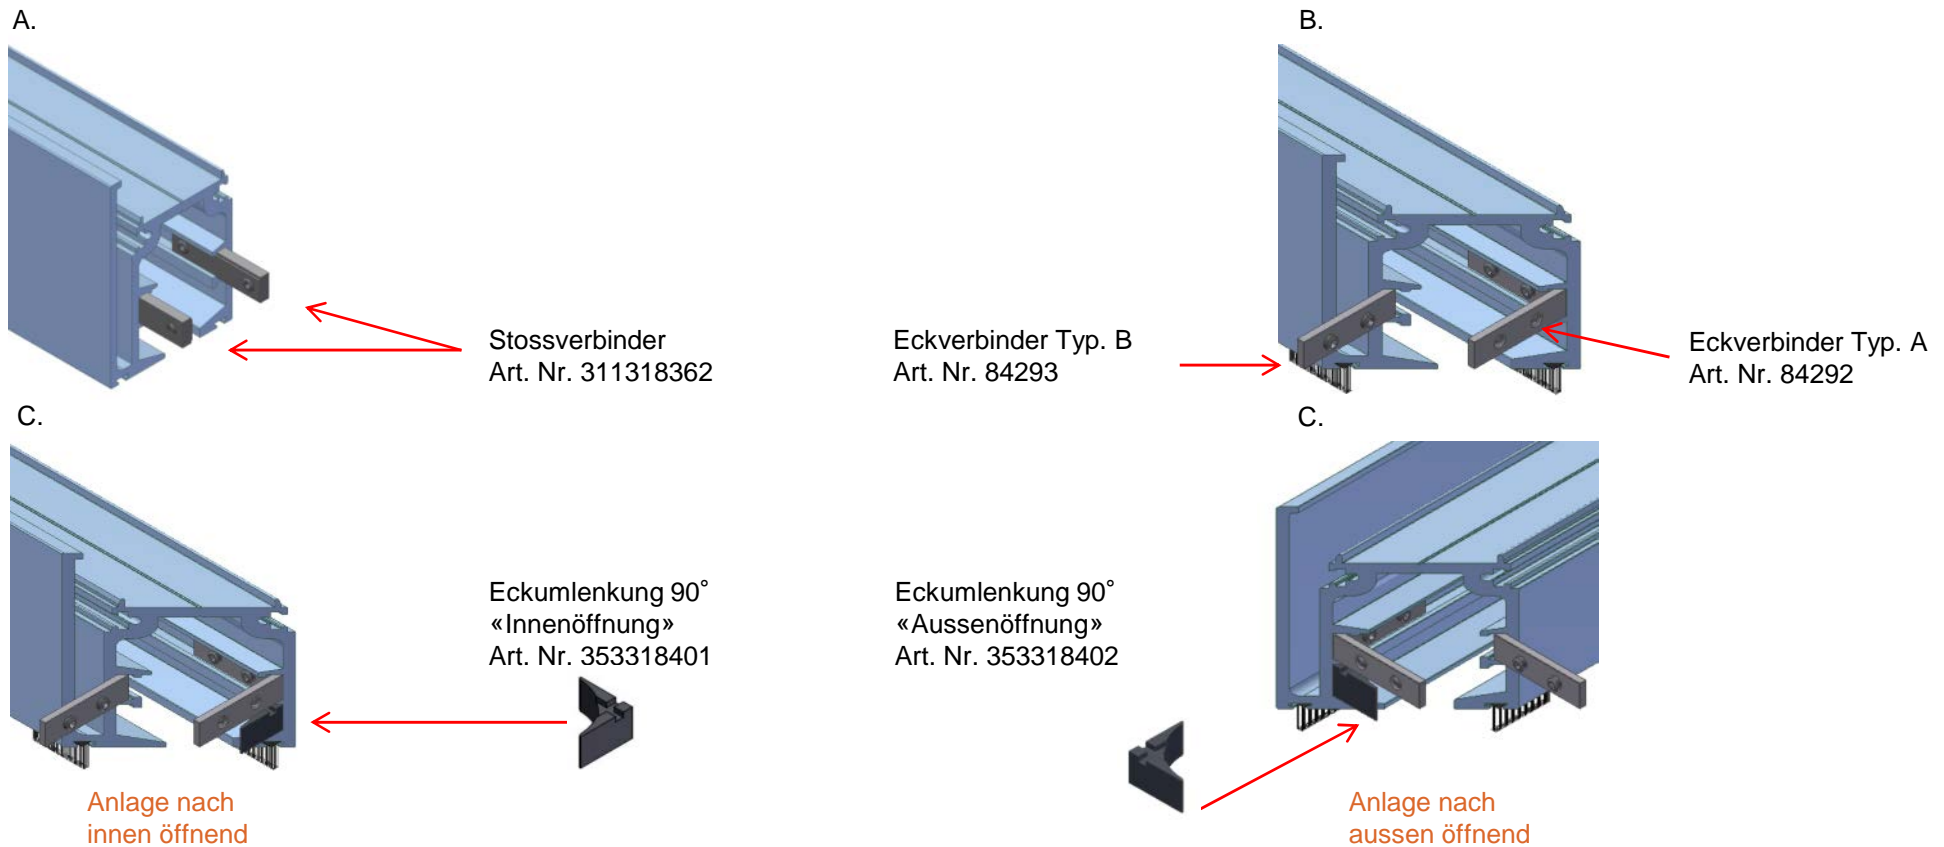 A.
B.
Stossverbinder
Art. Nr. 311318362
Eckverbinder Typ. B
Art. Nr. 84293
Eckverbinder Typ. A
Art. Nr. 84292
C.
C.
Eckumlenkung 90°
«Innenöffnung»
Art. Nr. 353318401
Eckumlenkung 90°
«Aussenöffnung»
Art. Nr. 353318402
Anlage nach
innen öffnend
Anlage nach
aussen öffnend